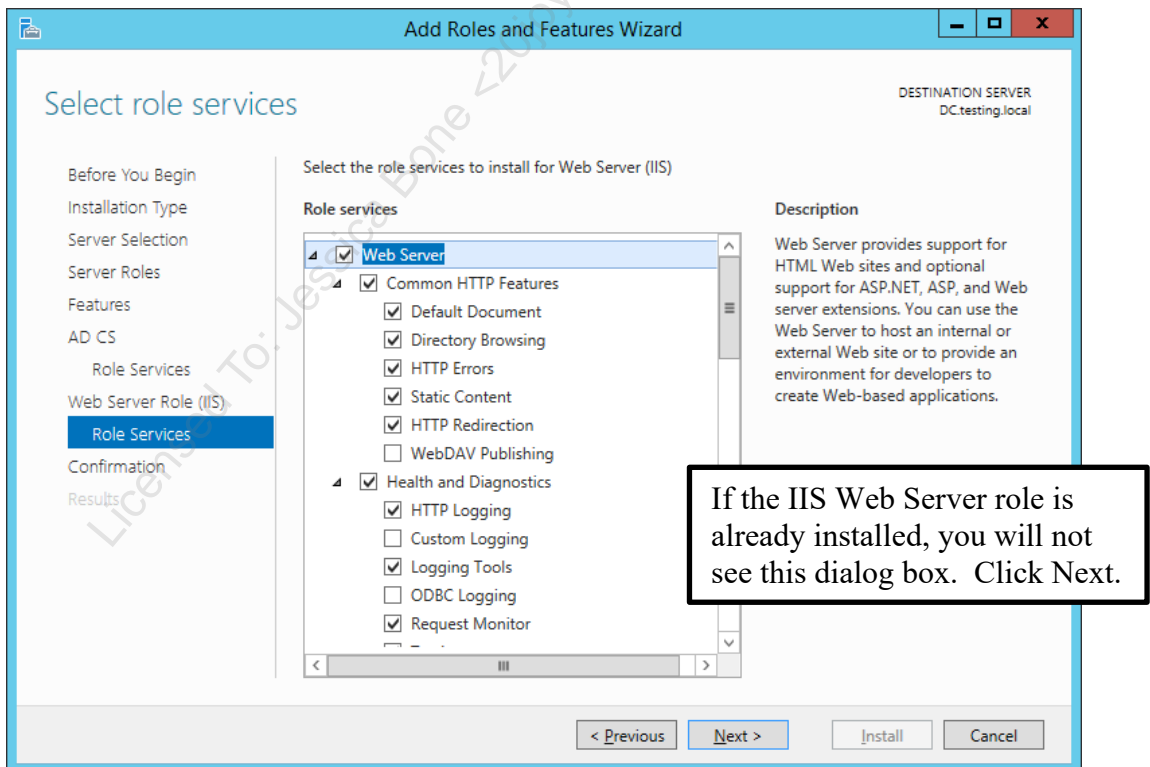 Add Roles and Features Wizard
Select role services
DESTINATION SERVER
DC.testing.local
Before You Begin
Installation Type
Server Selection
Server Roles
Features
AD CS
Role Services
Web Server Role (IIS)
Role Services
Confirmation
Results
Select the role services to install for Web Server (IIS)
Role services
Web Server
Common HTTP Features
Default Document
Directory Browsing
HTTP Errors
Static Content
HTTP Redirection
WebDAV Publishing
Health and Diagnostics
HTTP Logging
Custom Logging
Logging Tools
ODBC Logging
Request Monitor
Description
Web Server provides support for
HTML Web sites and optional
support for ASP.NET, ASP, and Web
server extensions. You can use the
Web Server to host an internal or
external Web site or to provide an
environment for developers to
create Web-based applications.
If the IIS Web Server role is
already installed, you will not
see this dialog box. Click Next.
< Previous
Next >
Install
Cancel
Licensed To: Jessica Bone <20joy